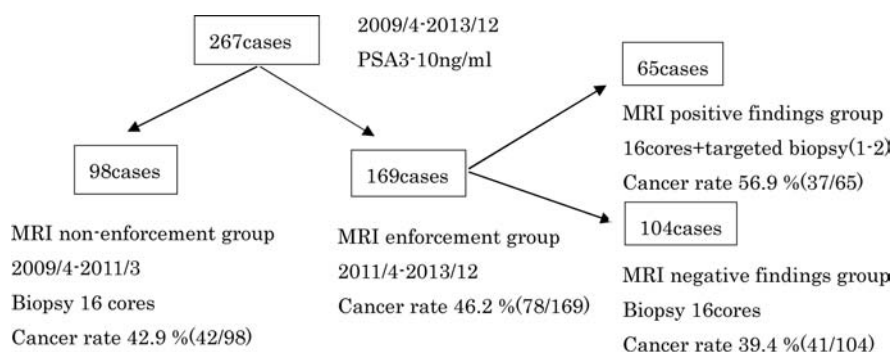 267cases
2009/4-2013/12
PSA3-10ng/ml
98cases
MRI non-enforcement group
2009/4-2011/3
Biopsy 16 cores
Cancer rate 42.9 %(42/98)
169cases
MRI enforcement group
2011/4-2013/12
Cancer rate 46.2 %(78/169)
65cases
MRI positive findings group
16cores+targeted biopsy(1-2)
Cancer rate 56.9 %(37/65)
104cases
MRI negative findings group
Biopsy 16cores
Cancer rate 39.4 %(41/104)